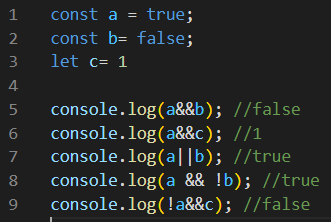 1 const a = true;
2 const b= false;
3 let c= 1
4
5 console.log(a&&b); //false
6 console.log(a&&c); //1
7 console.log(a||b); //true
8 console.log(a && !b); //true
9 console.log(!a&&c); //false